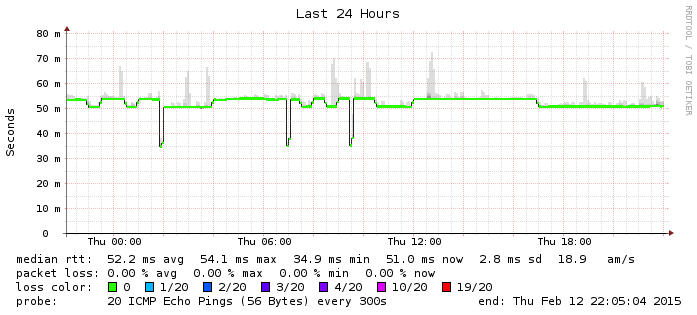 Last 24 Hours
RRDTOOL / TOBI OETIKER
Seconds
80 m
70 m
60 m
50 m
40 m
30 m
20 m
10 m
0
Thu 00:00 Thu 06:00 Thu 12:00 Thu 18:00
median rtt: 52.2 ms avg 54.1 ms max 34.9 ms min 51.0 ms now 2.8 ms sd 18.9 am/s
packet loss: 0.00 % avg 0.00 % max 0.00 % min 0.00 % now
loss color: 0 1/20 2/20 3/20 4/20 10/20 19/20
probe: 20 ICMP Echo Pings (56 Bytes) every 300s end: Thu Feb 12 22:05:04 2015